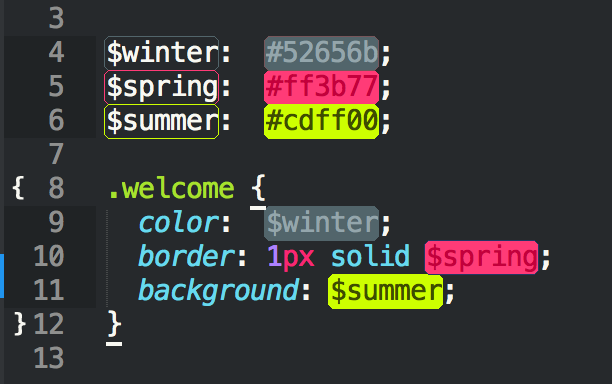 3
4 $winter: #52656b;
5 $spring: #ff3b77;
6 $summer: #cdff00;
7
{ 8 .welcome {
9 color: $winter;
10 border: 1px solid $spring;
11 background: $summer;
} 12 }
13